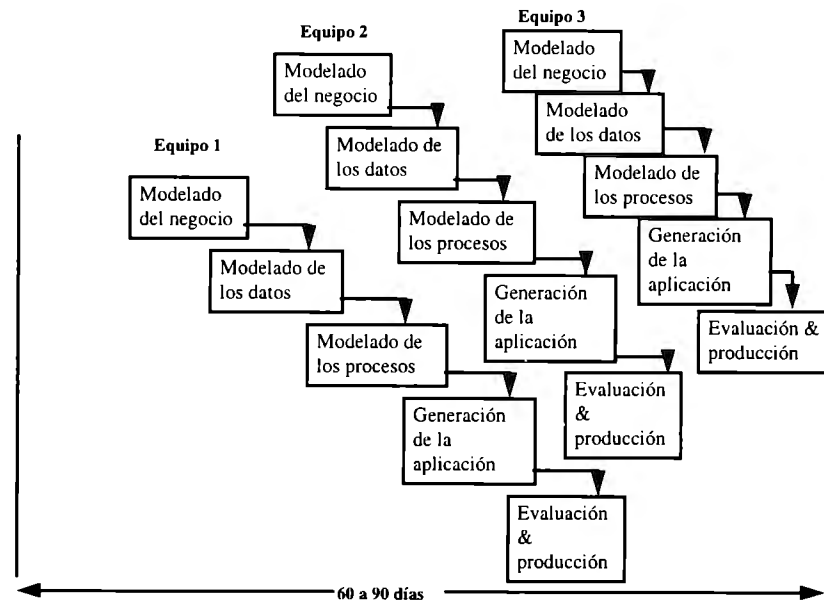 Equipo 1
Modelado
del negocio
Modelado de
los datos
Modelado de
los procesos
Generación
de la
aplicación
Evaluación
&
producción
Equipo 2
Modelado
del negocio
Modelado de
los datos
Modelado de
los procesos
Generación
de la
aplicación
Evaluación
&
producción
Equipo 3
Modelado
del negocio
Modelado
de los datos
Modelado de
los procesos
Generación
de la
aplicación
Evaluación &
producción
60 a 90 días